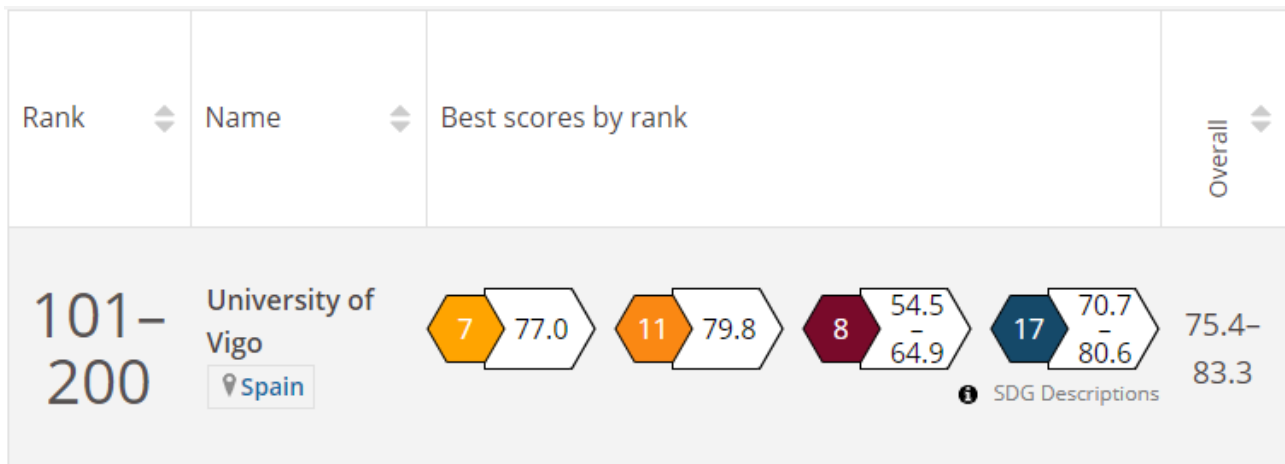 Rank
Name
Best scores by rank
Overall
101–
200
University of
Vigo
Spain
7
77.0
11
79.8
8
54.5
–
64.9
17
70.7
–
80.6
SDG Descriptions
75.4–
83.3